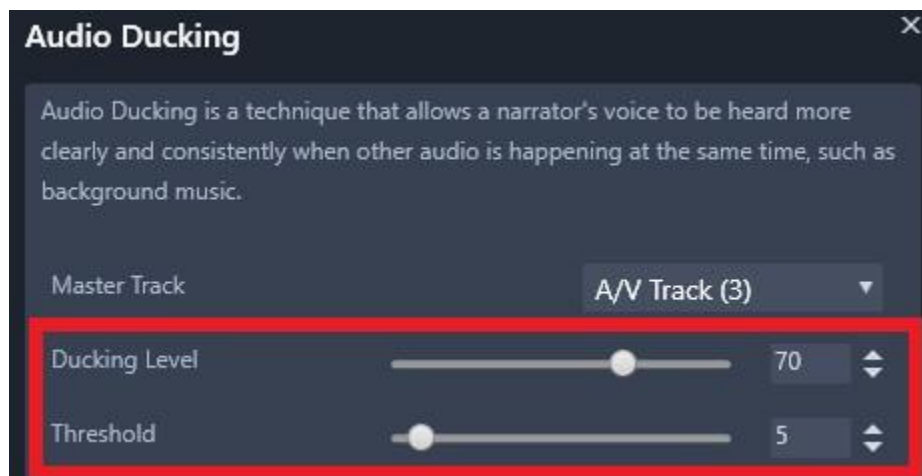 Audio Ducking
Audio Ducking is a technique that allows a narrator's voice to be heard more
clearly and consistently when other audio is happening at the same time, such as
background music.
Master Track A/V Track (3)
Ducking Level 70
Threshold 5